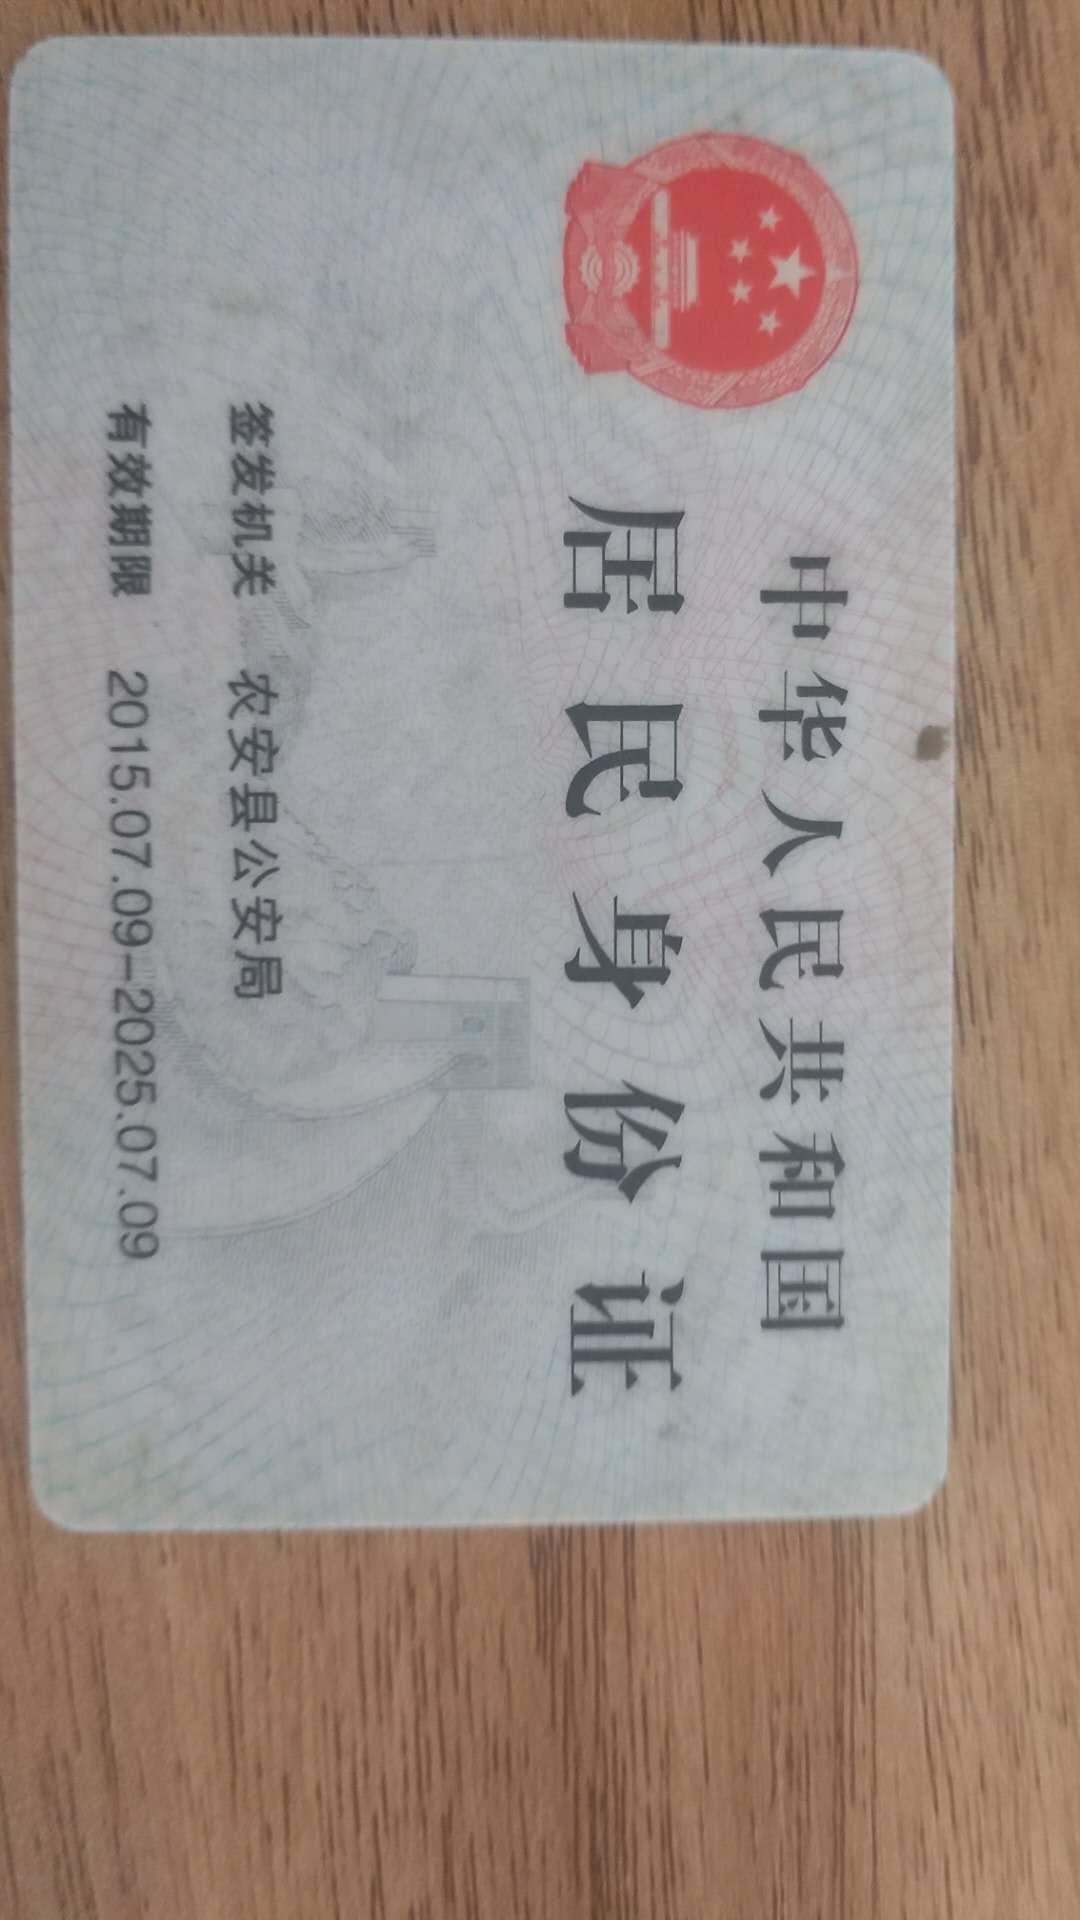 中华人民共和国
居民身份证
签发机关 农安县公安局
有效期限 2015.07.09-2025.07.09